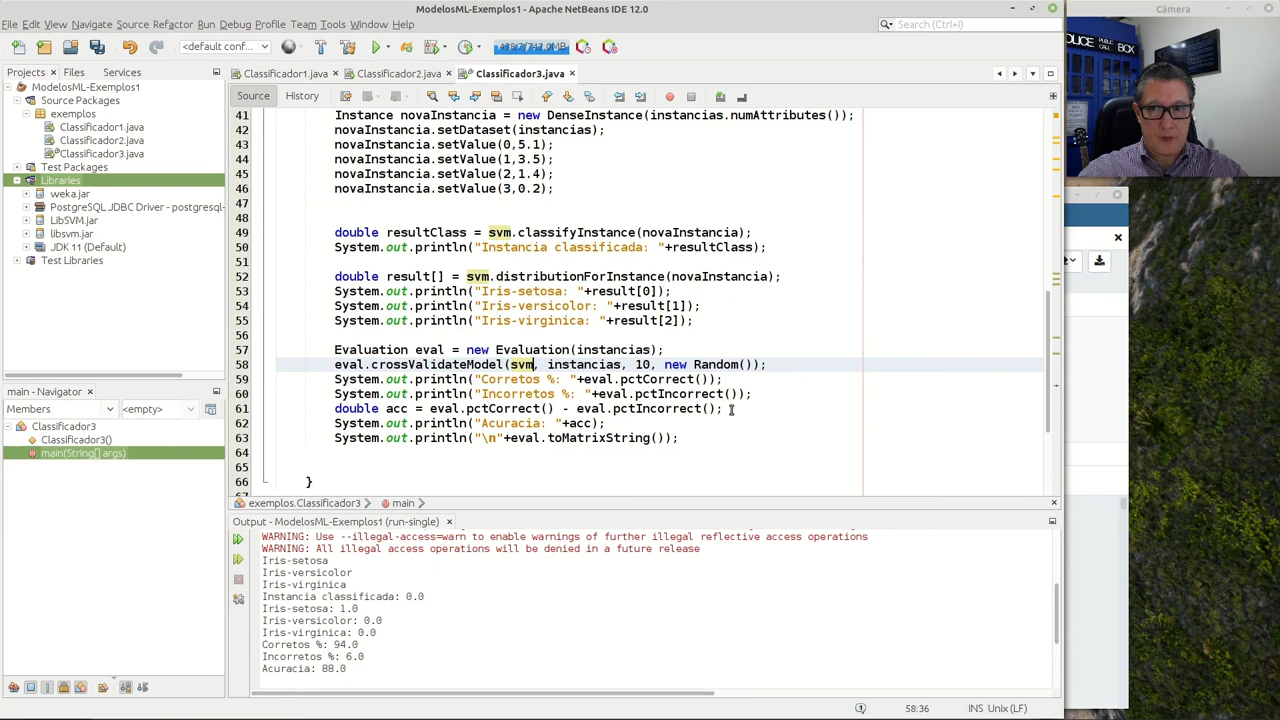 ModelosML-Exemplos1 - Apache NetBeans IDE 12.0
Câmera
File Edit View Navigate Source Refactor Run Debug Profile Team Tools Window Help
Search (Ctrl+I)
<default conf...
439,7/742,0MB
POLICE PUBLIC CALL BOX
Projects Files Services
Classificador1.java Classificador2.java Classificador3.java
Source History
ModelosML-Exemplos1
Source Packages
exemplos
Classificador1.java
Classificador2.java
Classificador3.java
Test Packages
Libraries
weka.jar
PostgreSQL JDBC Driver - postgresql-
LibSVM.jar
libsvm.jar
JDK 11 (Default)
Test Libraries
41 Instance novaInstancia = new DenseInstance(instancias.numAttributes());
42 novaInstancia.setDataset(instancias);
43 novaInstancia.setValue(0,5.1);
44 novaInstancia.setValue(1,3.5);
45 novaInstancia.setValue(2,1.4);
46 novaInstancia.setValue(3,0.2);
47
48
49 double resultClass = svm.classifyInstance(novaInstancia);
50 System.out.println("Instancia classificada: "+resultClass);
51
52 double result[] = svm.distributionForInstance(novaInstancia);
53 System.out.println("Iris-setosa: "+result[0]);
54 System.out.println("Iris-versicolor: "+result[1]);
55 System.out.println("Iris-virginica: "+result[2]);
56
57 Evaluation eval = new Evaluation(instancias);
58 eval.crossValidateModel(svm, instancias, 10, new Random());
59 System.out.println("Corretos %: "+eval.pctCorrect());
60 System.out.println("Incorretos %: "+eval.pctIncorrect());
61 double acc = eval.pctCorrect() - eval.pctIncorrect();
62 System.out.println("Acuracia: "+acc);
63 System.out.println("\n"+eval.toMatrixString());
64
65
66 }
main - Navigator
Members <empty>
Classificador3
Classificador3()
main(String[] args)
exemplos.Classificador3 main
Output - ModelosML-Exemplos1 (run-single)
WARNING: Use --illegal-access=warn to enable warnings of further illegal reflective access operations
WARNING: All illegal access operations will be denied in a future release
Iris-setosa
Iris-versicolor
Iris-virginica
Instancia classificada: 0.0
Iris-setosa: 1.0
Iris-versicolor: 0.0
Iris-virginica: 0.0
Corretos %: 94.0
Incorretos %: 6.0
Acuracia: 88.0
58:36 INS Unix (LF)